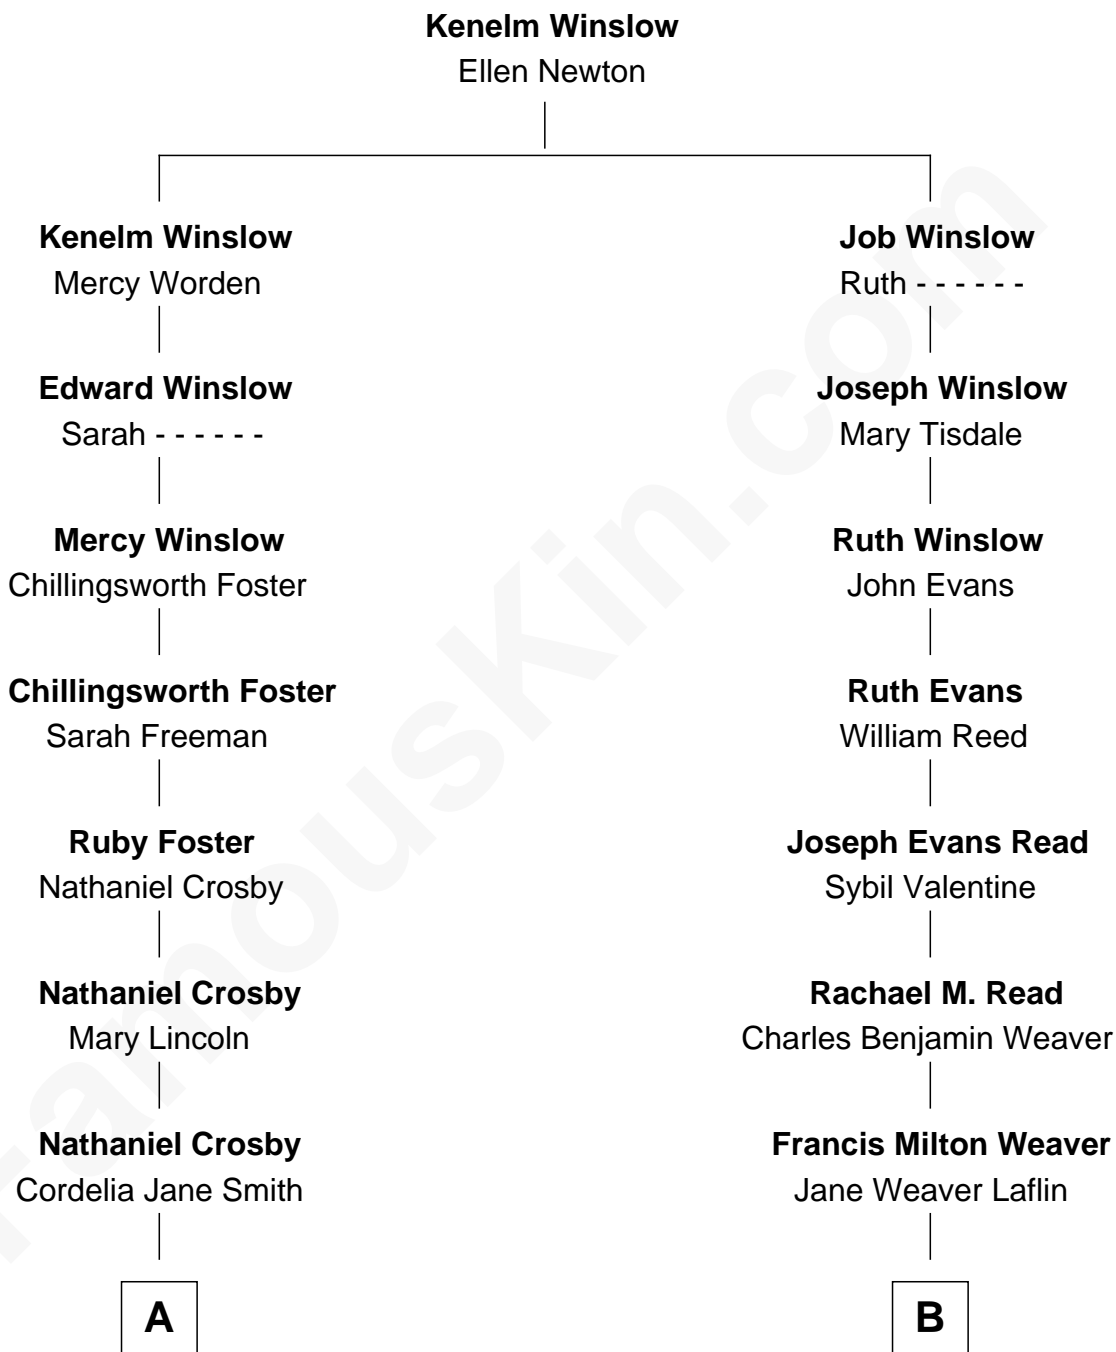 Kenelm Winslow
Ellen Newton
Kenelm Winslow
Mercy Worden
Job Winslow
Ruth - - - - - -
Edward Winslow
Sarah - - - - - -
Joseph Winslow
Mary Tisdale
Mercy Winslow
Chillingsworth Foster
Ruth Winslow
John Evans
Chillingsworth Foster
Sarah Freeman
Ruth Evans
William Reed
Ruby Foster
Nathaniel Crosby
Joseph Evans Read
Sybil Valentine
Nathaniel Crosby
Mary Lincoln
Rachael M. Read
Charles Benjamin Weaver
Nathaniel Crosby
Cordelia Jane Smith
Francis Milton Weaver
Jane Weaver Laflin
A
B
FamousKin.com